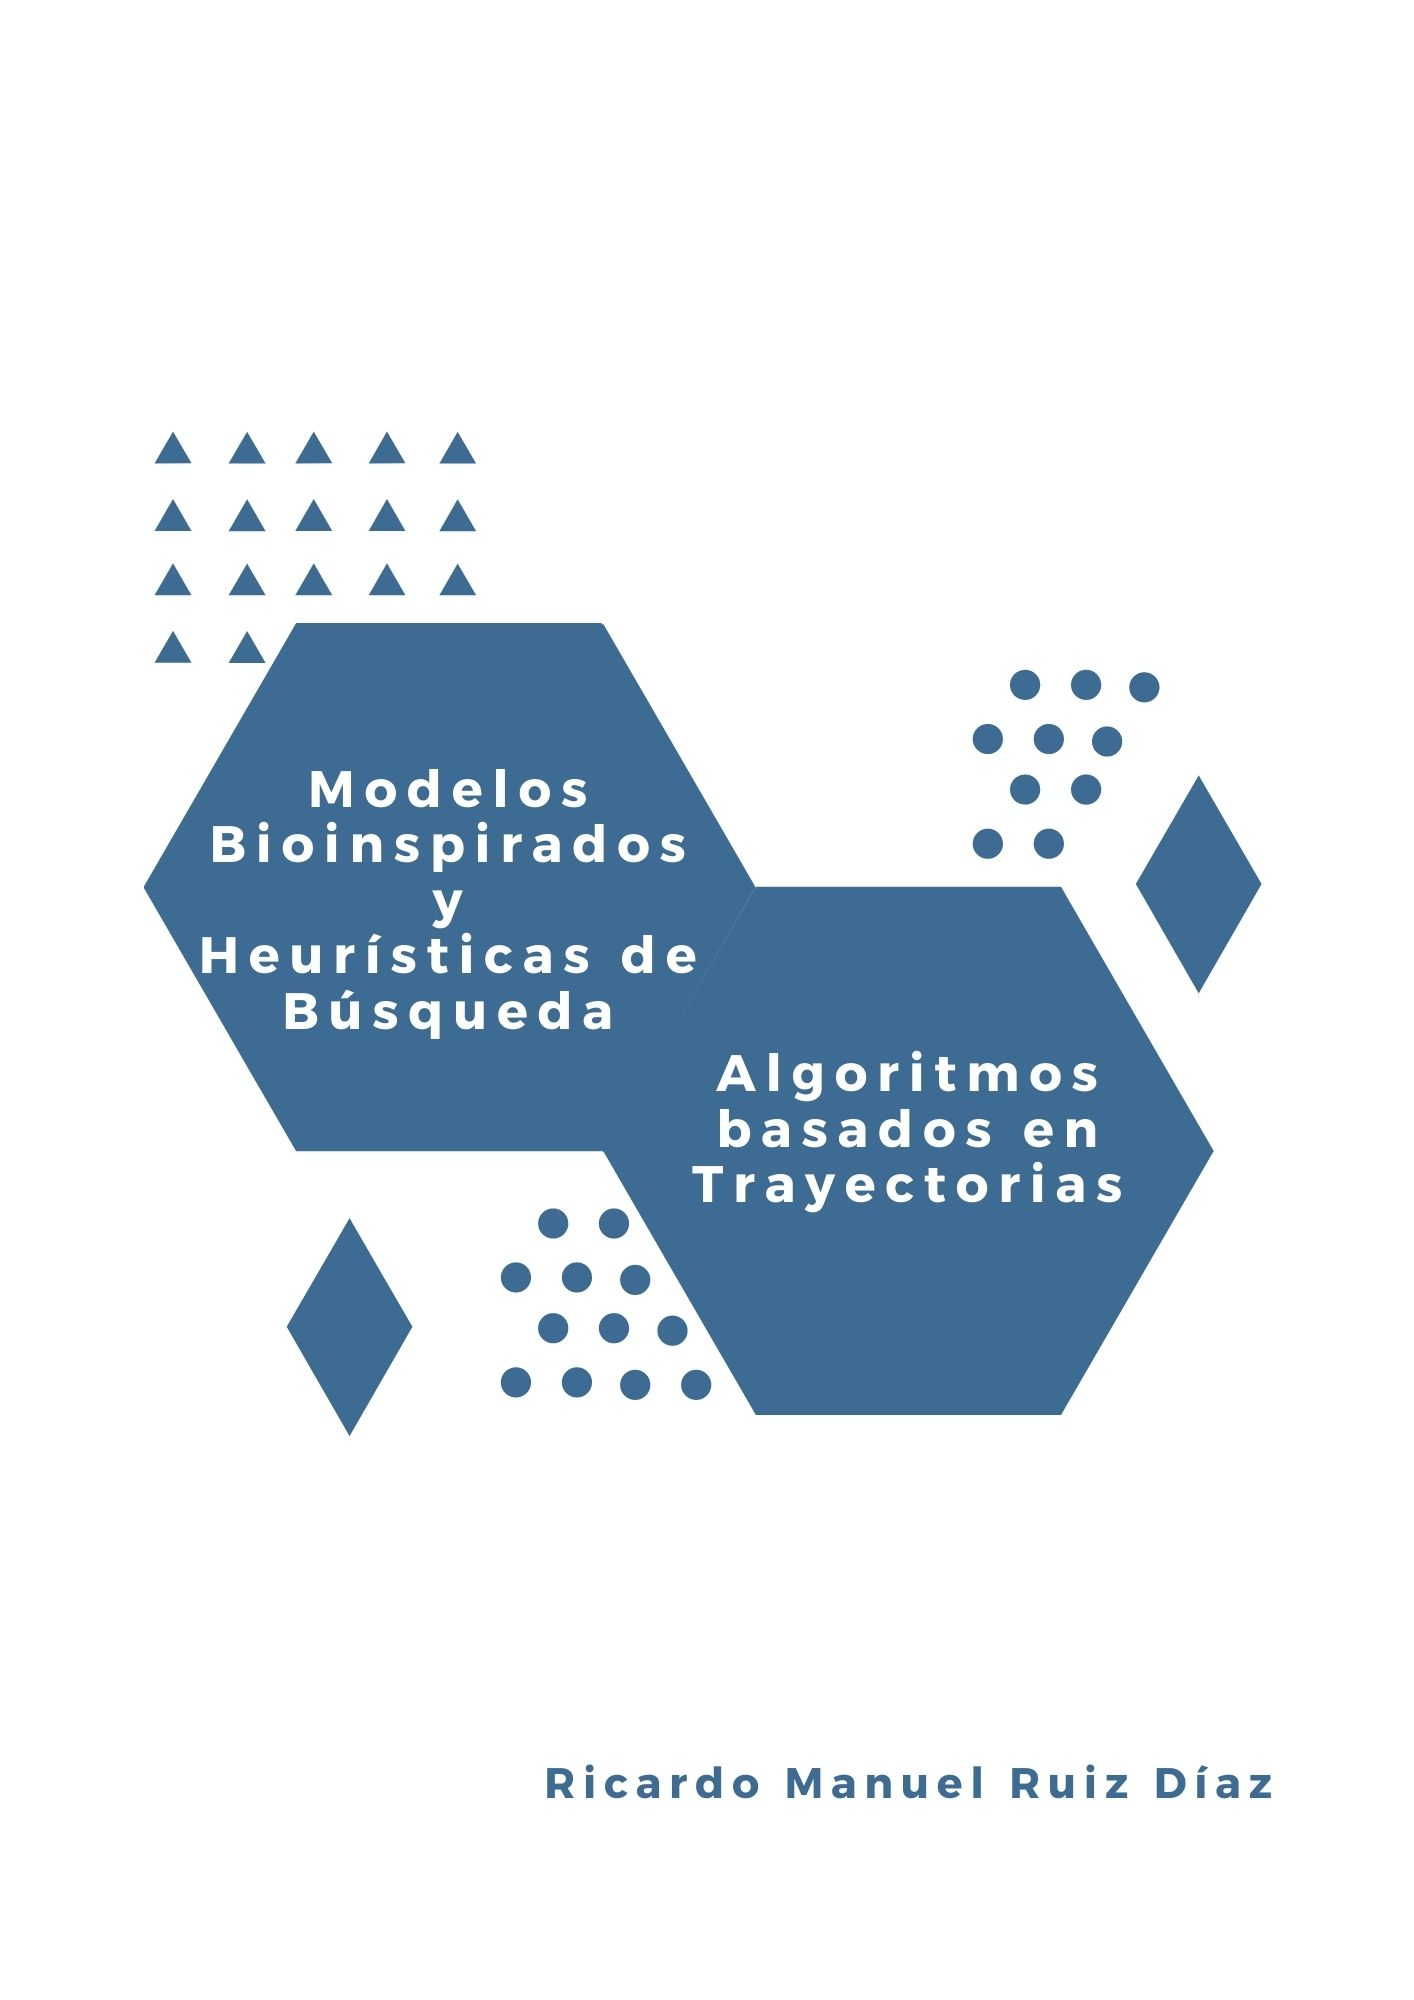 Modelos
Bioinspirados
y
Heurísticas de
Búsqueda
Algoritmos
basados en
Trayectorias
Ricardo Manuel Ruiz Díaz